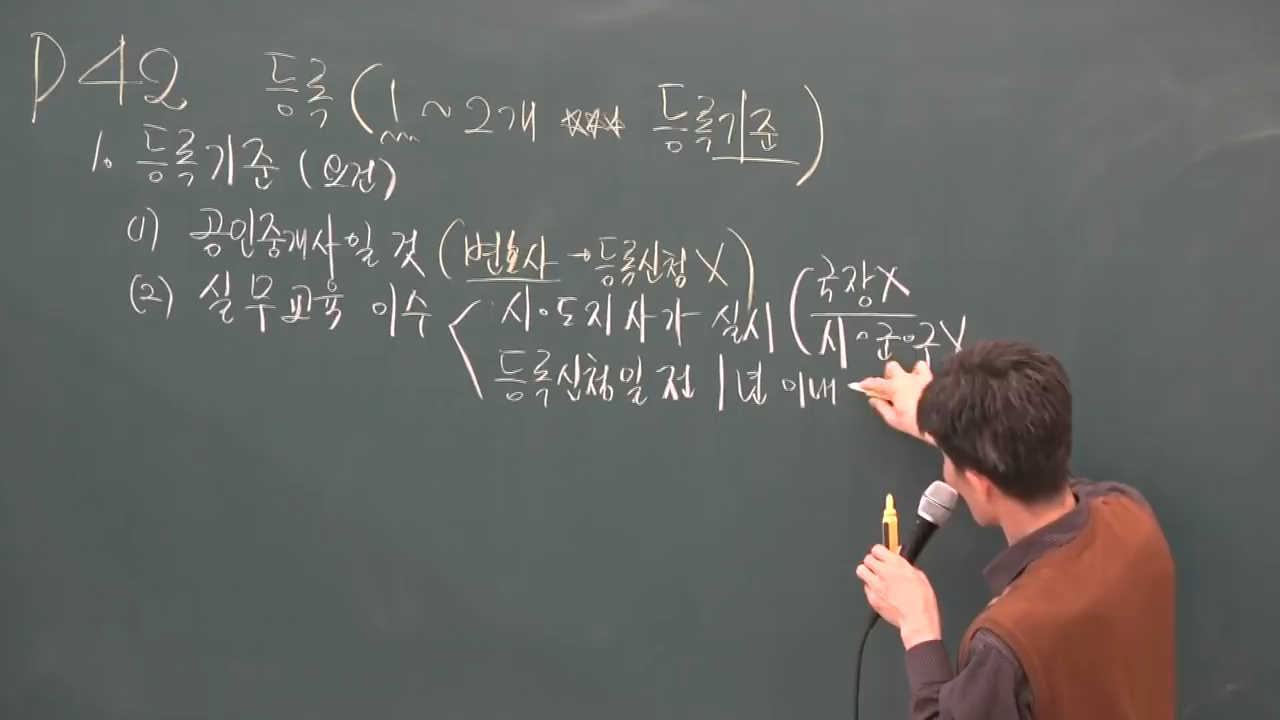 P42 등록 (1 ~ 2개 ☆☆☆ 등록기준)
1. 등록기준 (요건)
(1) 공인중개사일 것 (변호사 → 등록신청 X)
(2) 실무교육 이수 < 시·도지사가 실시 (국장X
시·군·구X
등록신청일 전 1년 이내